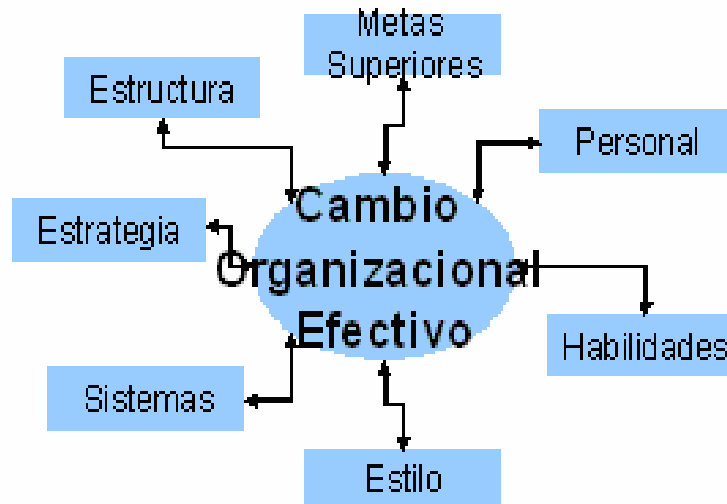 Metas
Superiores
Estructura
Personal
Cambio
Estrategia
Organizacional
Efectivo
Habilidades
Sistemas
Estilo